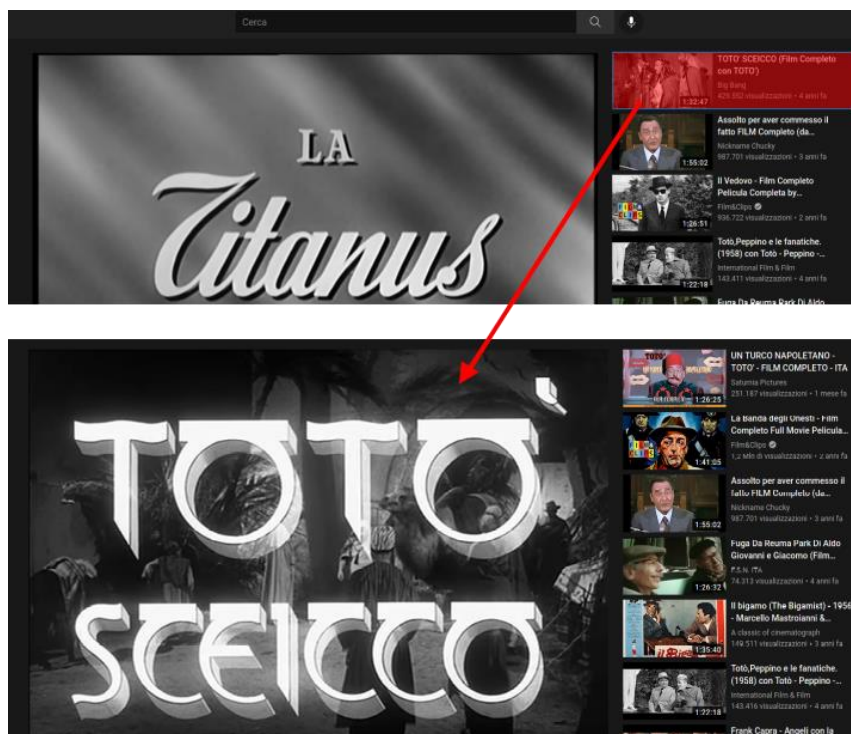 Cerca
LA
Titanus
TOTO' SCEICCO (Film Completo
con TOTO')
Big Bang
visualizzazioni • 4 anni fa
1:32:47
Assolto per aver commesso il
fatto FILM Completo (da...
Nickname Chucky
987.701 visualizzazioni • 3 anni fa
1:55:02
Il Vedovo - Film Completo
Pelicula Completa by...
Film&Clips
936.722 visualizzazioni • 2 anni fa
FILM
CLIPS
1:26:51
Totò,Peppino e le fanatiche.
(1958) con Totò - Peppino -...
International Film & Film
143.411 visualizzazioni • 4 anni fa
1:22:18
Fuga Da Reuma Park Di Aldo
TOTO'
SCEICCO
UN TURCO NAPOLETANO -
TOTO' - FILM COMPLETO - ITA
Saturnia Pictures
251.187 visualizzazioni • 1 mese fa
TOTO'
1:26:25
La Banda degli Onesti - Film
Completo Full Movie Pelicula...
Film&Clips
1,2 Mln di visualizzazioni • 2 anni fa
FILM
CLIPS
1:41:05
Assolto per aver commesso il
fatto FILM Completo (da...
Nickname Chucky
987.701 visualizzazioni • 3 anni fa
1:55:02
Fuga Da Reuma Park Di Aldo
Giovanni e Giacomo (Film...
F.S.N. ITA
74.313 visualizzazioni • 4 anni fa
1:26:32
Il bigamo (The Bigamist) - 1956
- Marcello Mastroianni &...
A classic of cinematograph
149.511 visualizzazioni • 3 anni fa
1:35:40
Totò,Peppino e le fanatiche.
(1958) con Totò - Peppino -...
International Film & Film
143.416 visualizzazioni • 4 anni fa
1:22:18
Frank Capra - Angeli con la